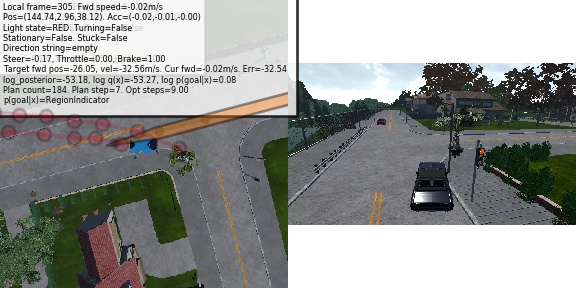 Local frame=305: Fwd speed=-0.02m/s
Pos=(144.74,2.96,38.12). Acc=(-0.02,-0.01,-0.00)
Light state=RED. Turning=False
Stationary=False. Stuck=False
Direction string=empty
Steer=-0.17, Throttle=0.00, Brake=1.00
Target fwd pos=-26.05, vel=-32.56m/s. Cur fwd=-0.02m/s. Err=-32.54
log_posterior=-53.18, log q(x)=-53.27, log p(goal|x)=0.08
Plan count=184. Plan step=7. Opt steps=9.00
p(goal|x)=RegionIndicator